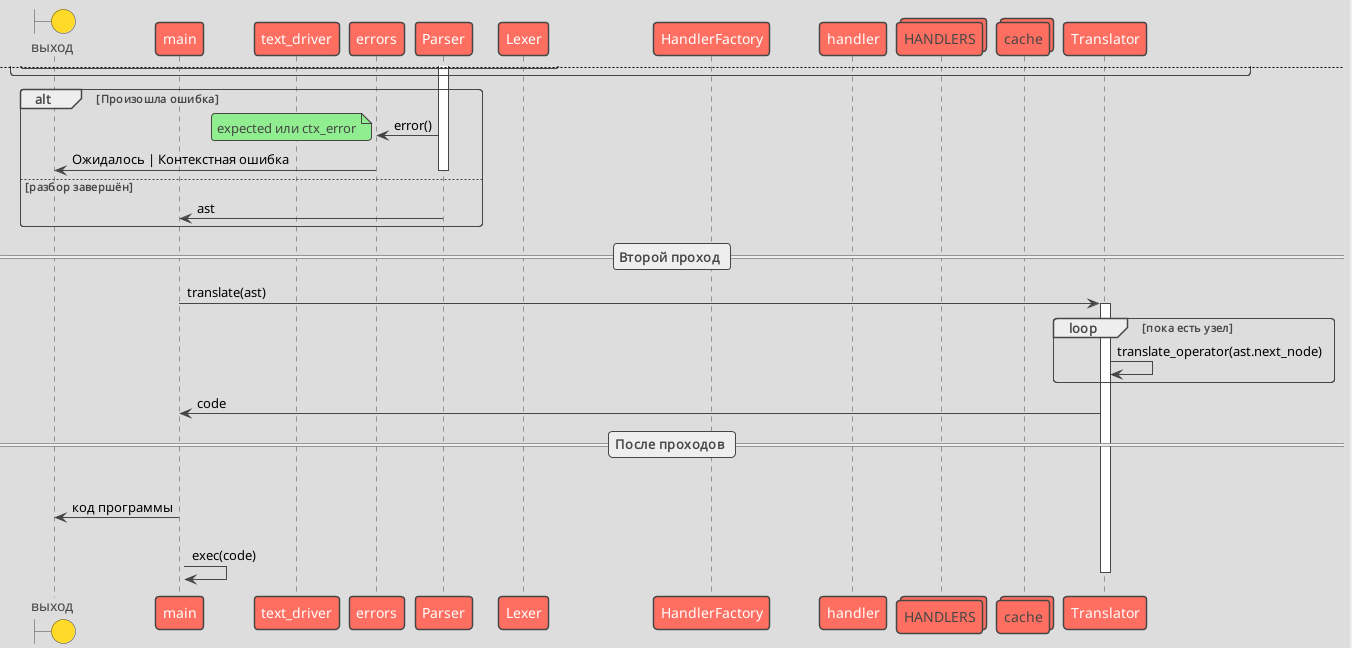 выход
main
text_driver
errors
Parser
Lexer
HandlerFactory
handler
HANDLERS
cache
Translator
alt
[Произошла ошибка]
error()
expected или ctx_error
Ожидалось | Контекстная ошибка
[разбор завершён]
ast
Второй проход
translate(ast)
loop
[пока есть узел]
translate_operator(ast.next_node)
code
После проходов
код программы
exec(code)
выход
main
text_driver
errors
Parser
Lexer
HandlerFactory
handler
HANDLERS
cache
Translator